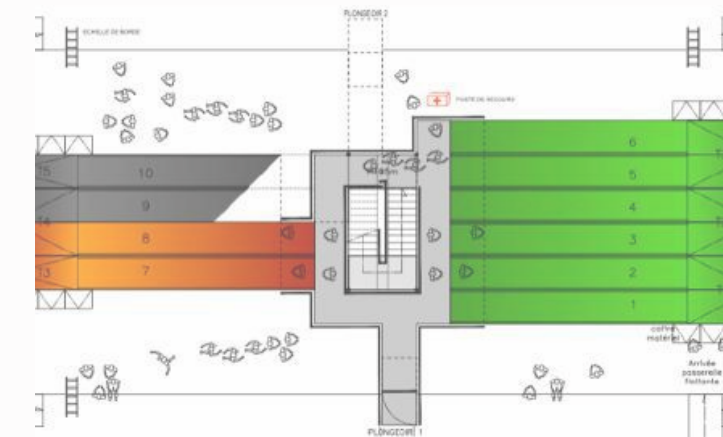 PLONGEOIR 2
ECHELLE DE BORDE
POSTE DE SECOURS
6
15
10
5
9
4
14
8
3
13
7
2
1
coffre
matériel
Arrivée
passerelle
flottante
PLONGEOIR 1